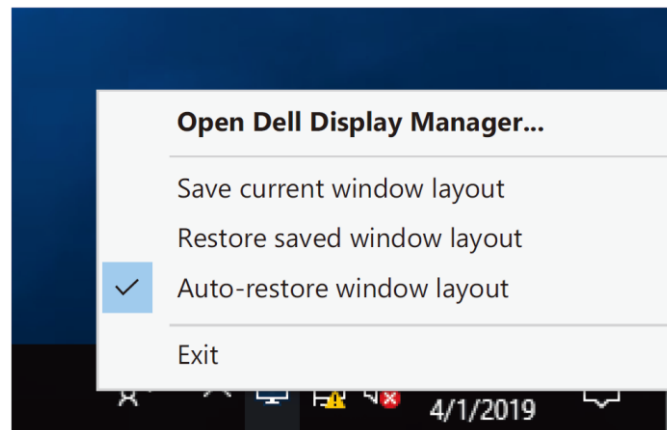 Open Dell Display Manager...
Save current window layout
Restore saved window layout
Auto-restore window layout
Exit
4/1/2019